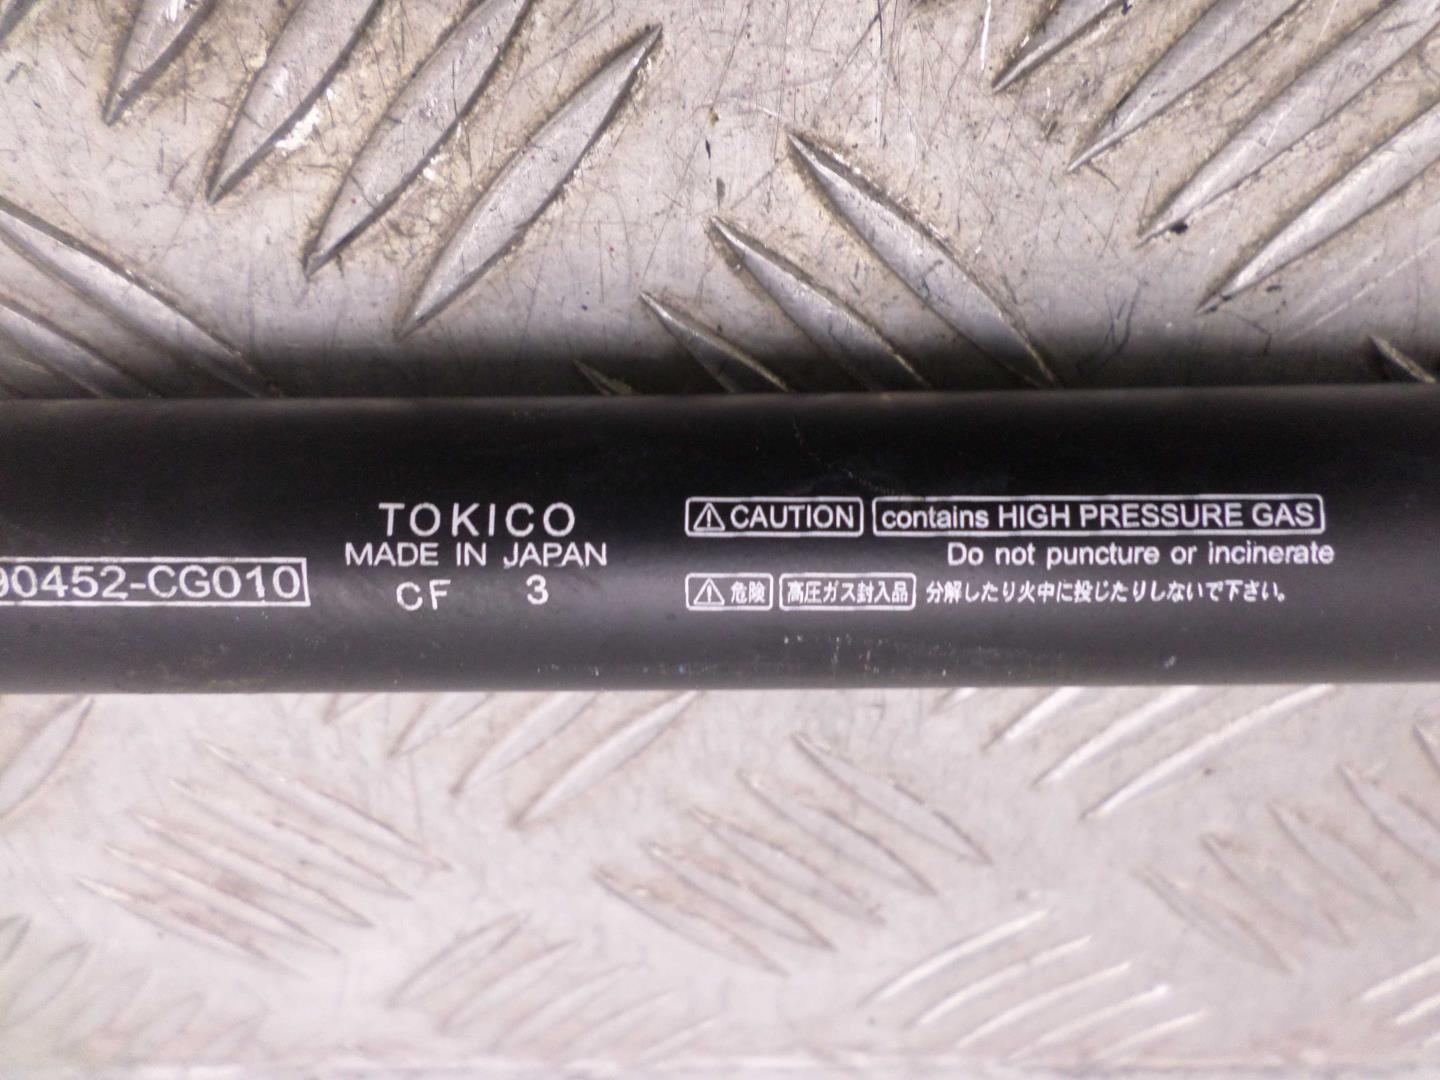 90452-CG010
TOKICO
MADE IN JAPAN
CF 3
⚠ CAUTION contains HIGH PRESSURE GAS
Do not puncture or incinerate
⚠ 危険 高圧ガス封入品 分解したり火中に投じたりしないで下さい。